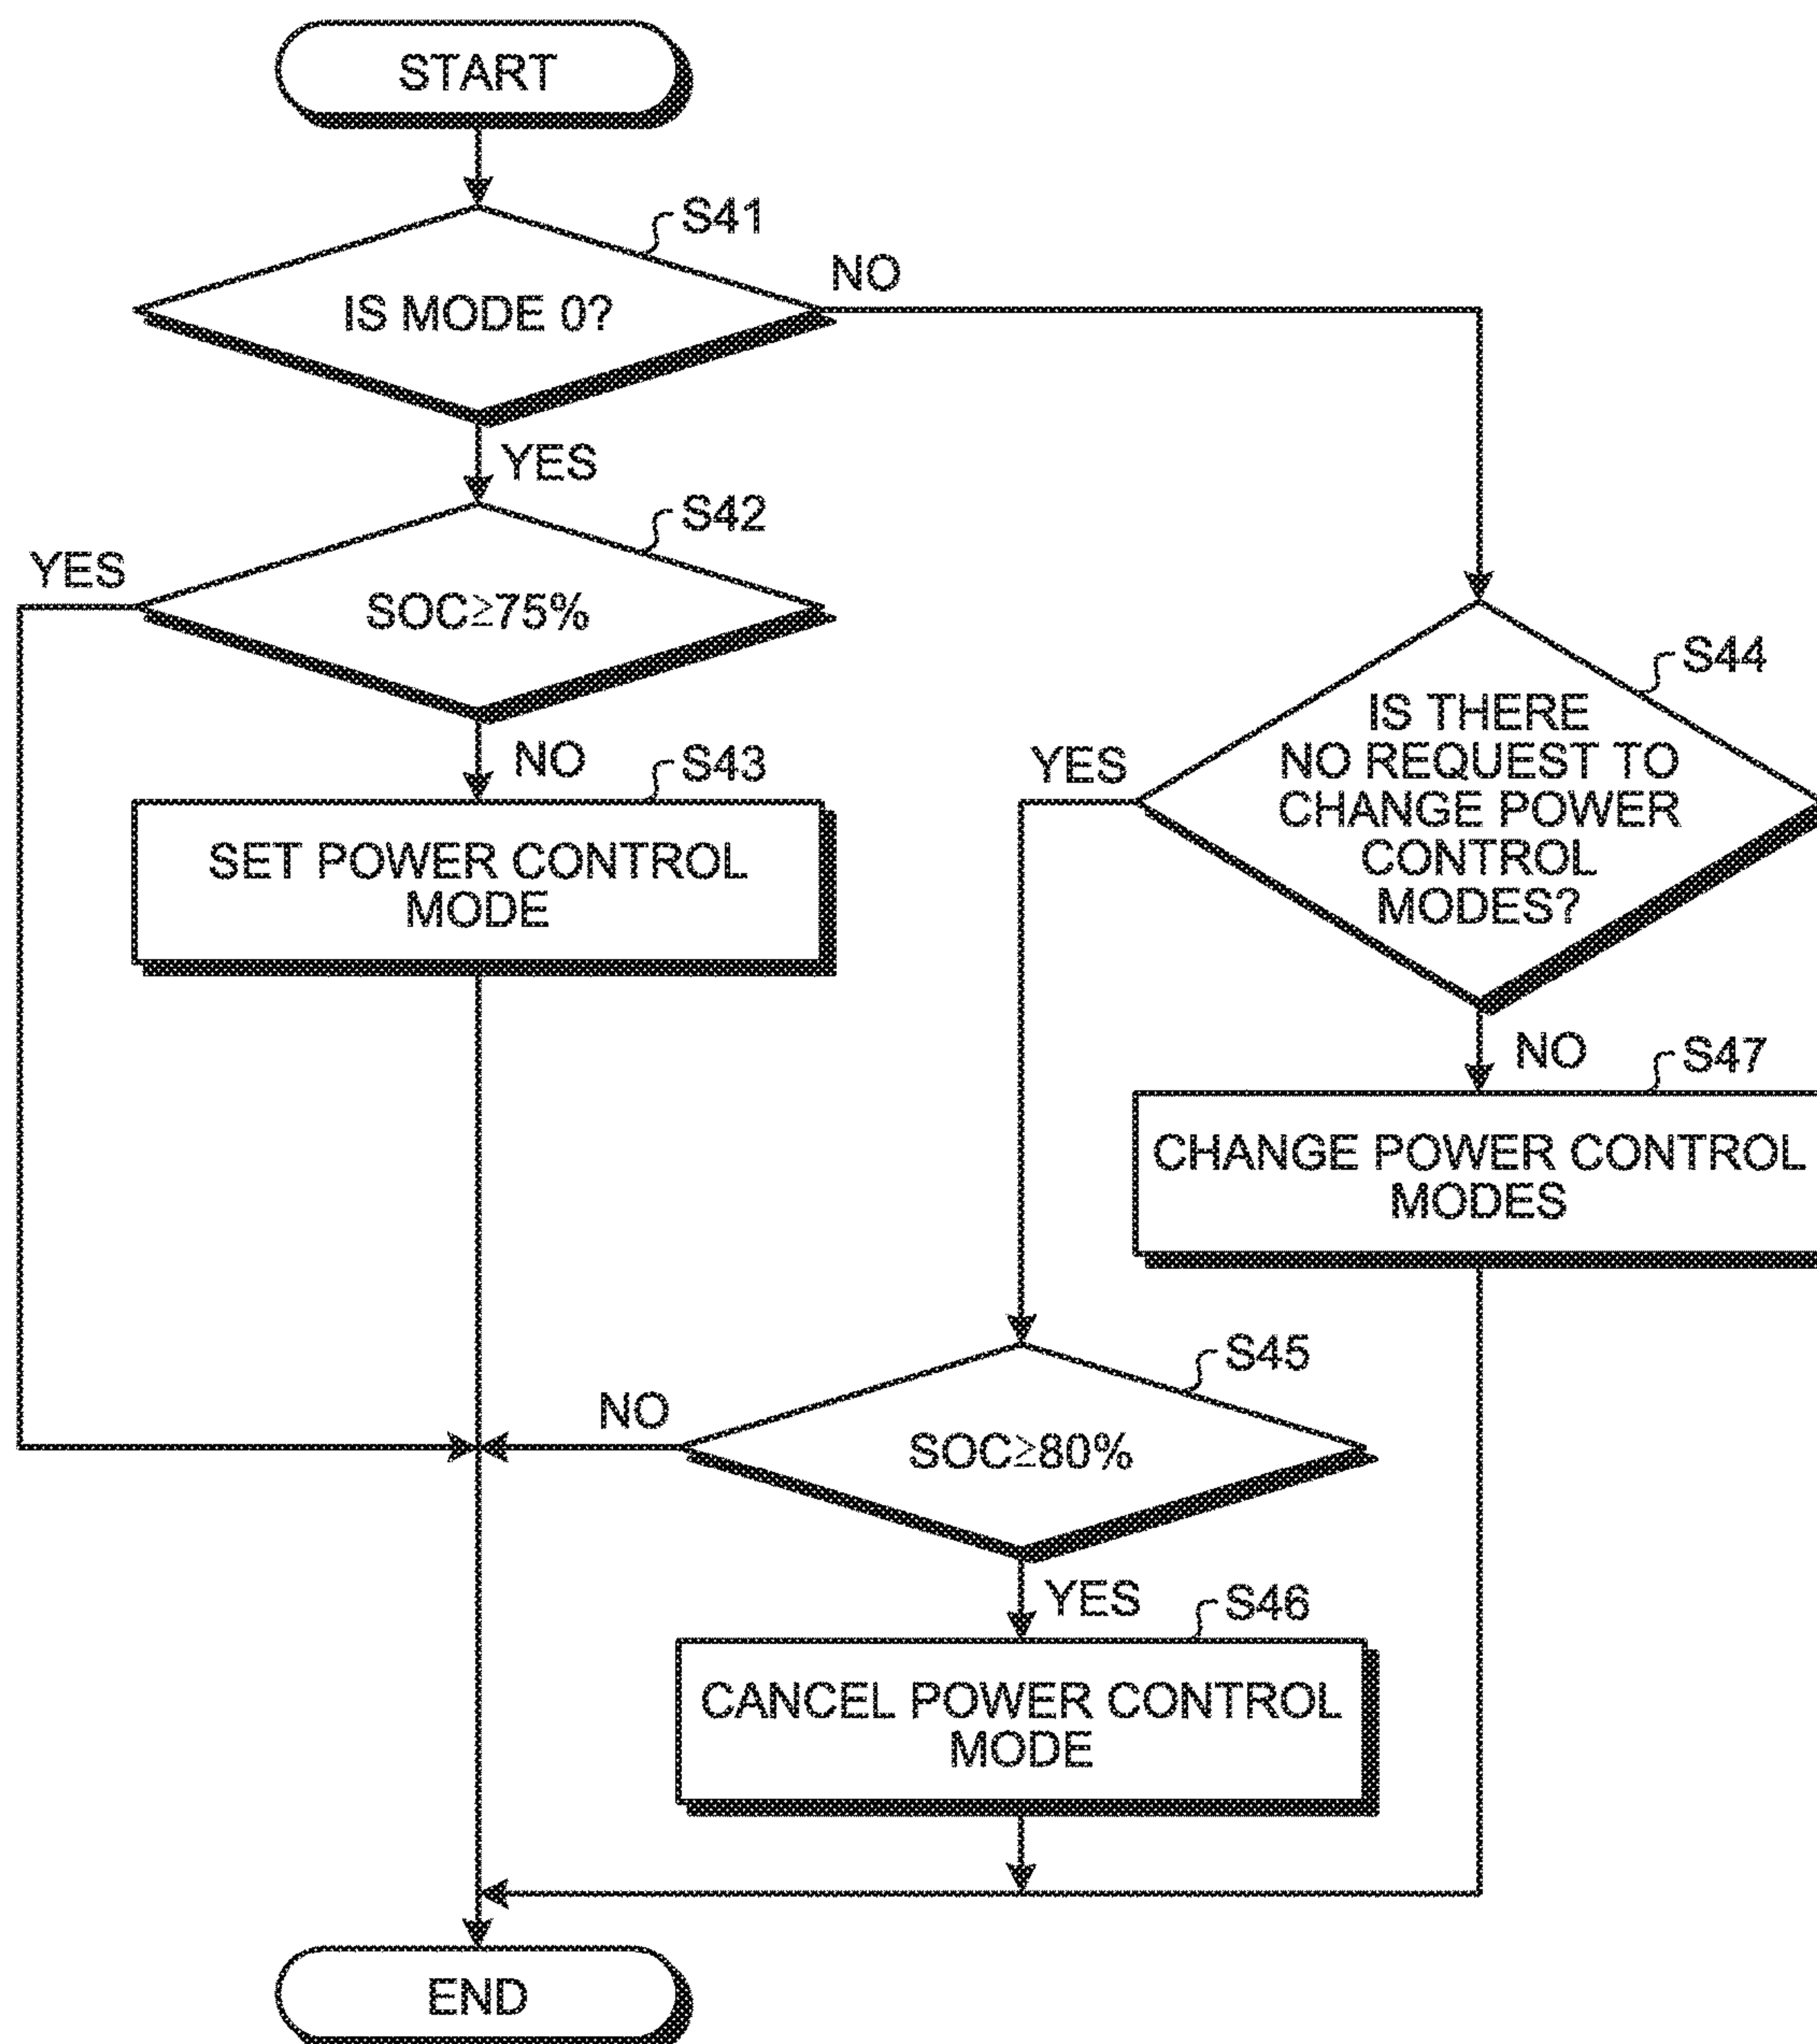 START
S41
IS MODE 0?
NO
YES
S42
YES
SOC≥75%
NO
S43
SET POWER CONTROL
MODE
S44
IS THERE
NO REQUEST TO
CHANGE POWER
CONTROL
MODES?
YES
NO
S47
CHANGE POWER CONTROL
MODES
S45
NO
SOC≥80%
YES
S46
CANCEL POWER CONTROL
MODE
END